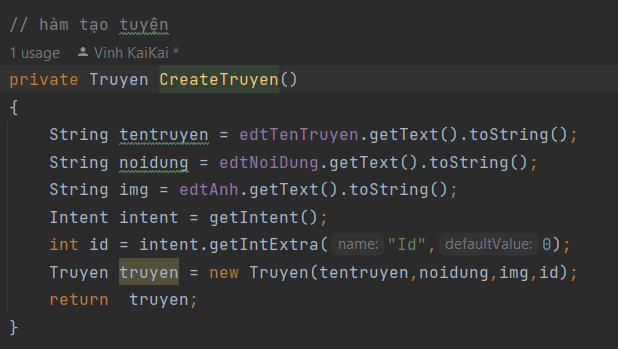 // hàm tạo tuyện
1 usage   Vinh KaiKai *
private Truyen CreateTruyen()
{
    String tentruyen = edtTenTruyen.getText().toString();
    String noidung = edtNoiDung.getText().toString();
    String img = edtAnh.getText().toString();
    Intent intent = getIntent();
    int id = intent.getIntExtra( name: "Id", defaultValue: 0);
    Truyen truyen = new Truyen(tentruyen,noidung,img,id);
    return  truyen;
}